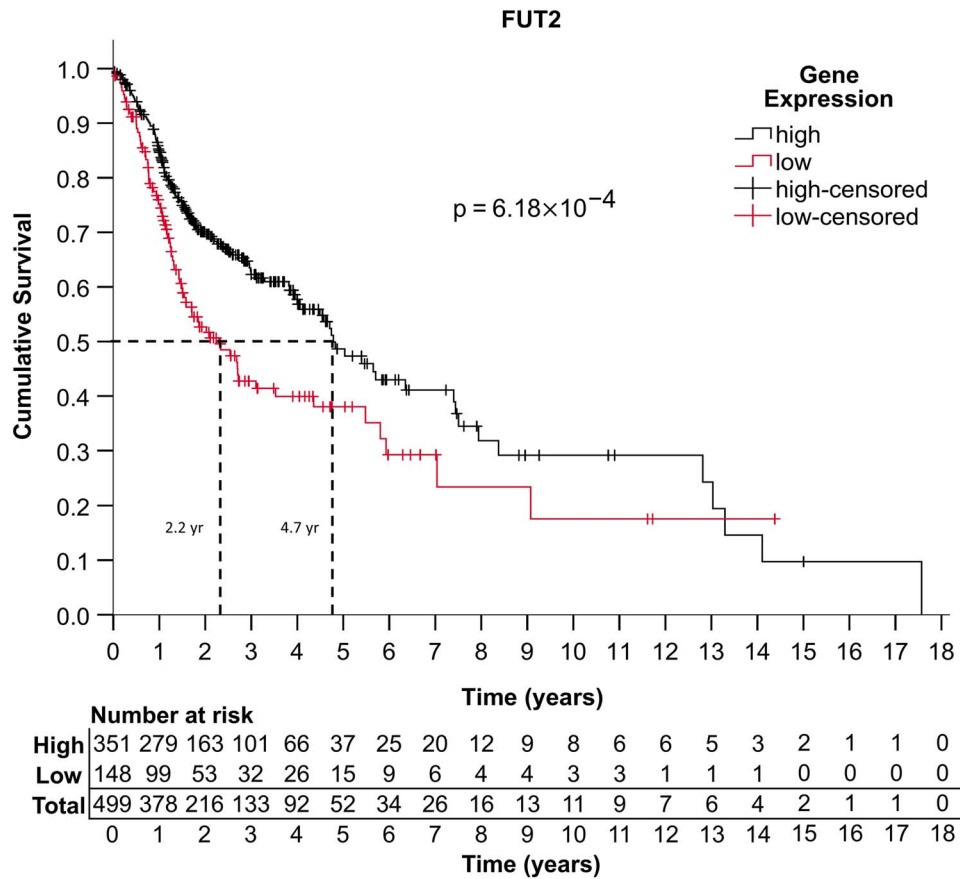 FUT2
1.0
0.9
0.8
0.7
0.6
0.5
0.4
0.3
0.2
0.1
0.0
Cumulative Survival
Gene
Expression
high
low
high-censored
low-censored
p = 6.18×10⁻⁴
2.2 yr
4.7 yr
0 1 2 3 4 5 6 7 8 9 10 11 12 13 14 15 16 17 18
Time (years)
Number at risk
High 351 279 163 101 66 37 25 20 12 9 8 6 6 5 3 2 1 1 0
Low 148 99 53 32 26 15 9 6 4 4 3 3 1 1 1 0 0 0 0
Total 499 378 216 133 92 52 34 26 16 13 11 9 7 6 4 2 1 1 0
0 1 2 3 4 5 6 7 8 9 10 11 12 13 14 15 16 17 18
Time (years)